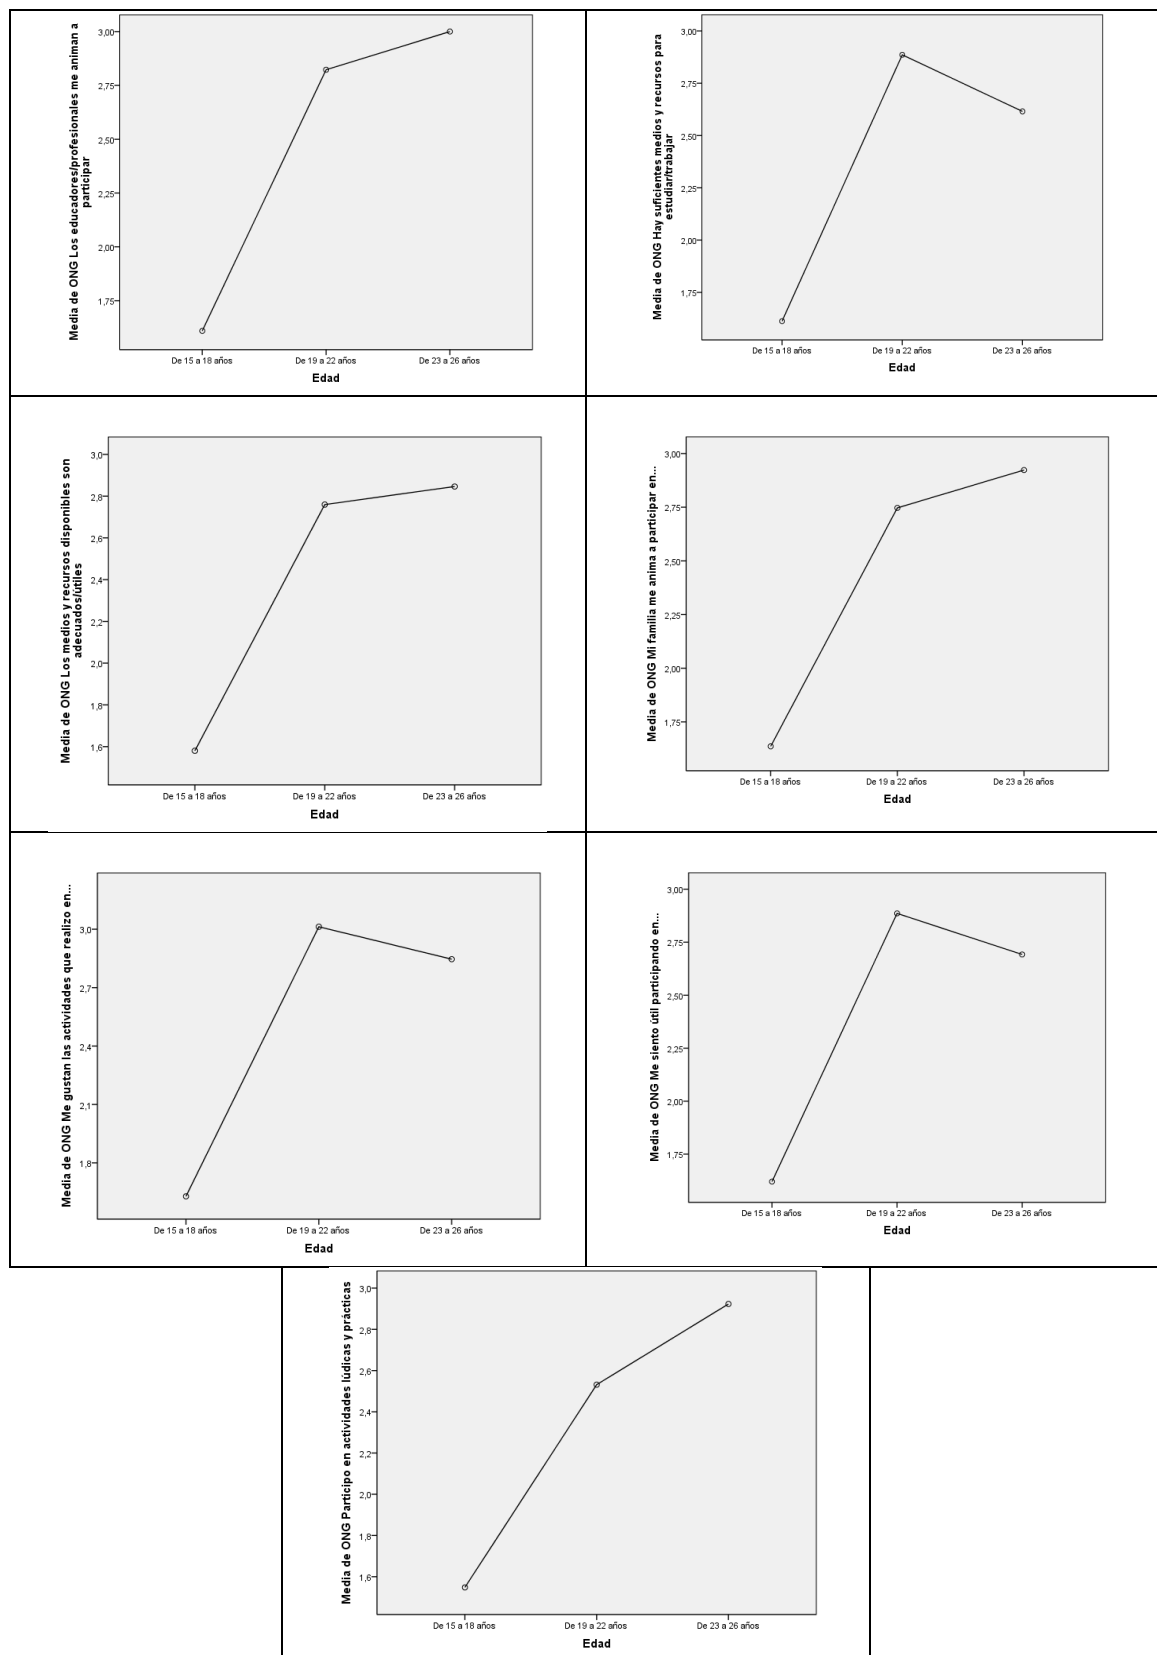 Media de ONG Los educadores/profesionales me animan a
participar
3,00
2,75
2,50
2,25
2,00
1,75
De 15 a 18 años De 19 a 22 años De 23 a 26 años
Edad
Media de ONG Hay suficientes medios y recursos para
estudiar/trabajar
3,00
2,75
2,50
2,25
2,00
1,75
De 15 a 18 años De 19 a 22 años De 23 a 26 años
Edad
Media de ONG Los medios y recursos disponibles son
adecuados/útiles
3,0
2,8
2,6
2,4
2,2
2,0
1,8
1,6
De 15 a 18 años De 19 a 22 años De 23 a 26 años
Edad
Media de ONG Mi familia me anima a participar en...
3,00
2,75
2,50
2,25
2,00
1,75
De 15 a 18 años De 19 a 22 años De 23 a 26 años
Edad
Media de ONG Me gustan las actividades que realizo en...
3,0
2,7
2,4
2,1
1,8
De 15 a 18 años De 19 a 22 años De 23 a 26 años
Edad
Media de ONG Me siento útil participando en...
3,00
2,75
2,50
2,25
2,00
1,75
De 15 a 18 años De 19 a 22 años De 23 a 26 años
Edad
Media de ONG Participo en actividades lúdicas y prácticas
3,0
2,8
2,6
2,4
2,2
2,0
1,8
1,6
De 15 a 18 años De 19 a 22 años De 23 a 26 años
Edad